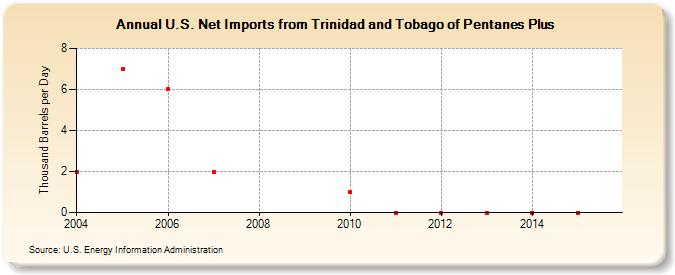 Annual U.S. Net Imports from Trinidad and Tobago of Pentanes Plus
Thousand Barrels per Day
8
6
4
2
0
2004 2006 2008 2010 2012 2014
Source: U.S. Energy Information Administration